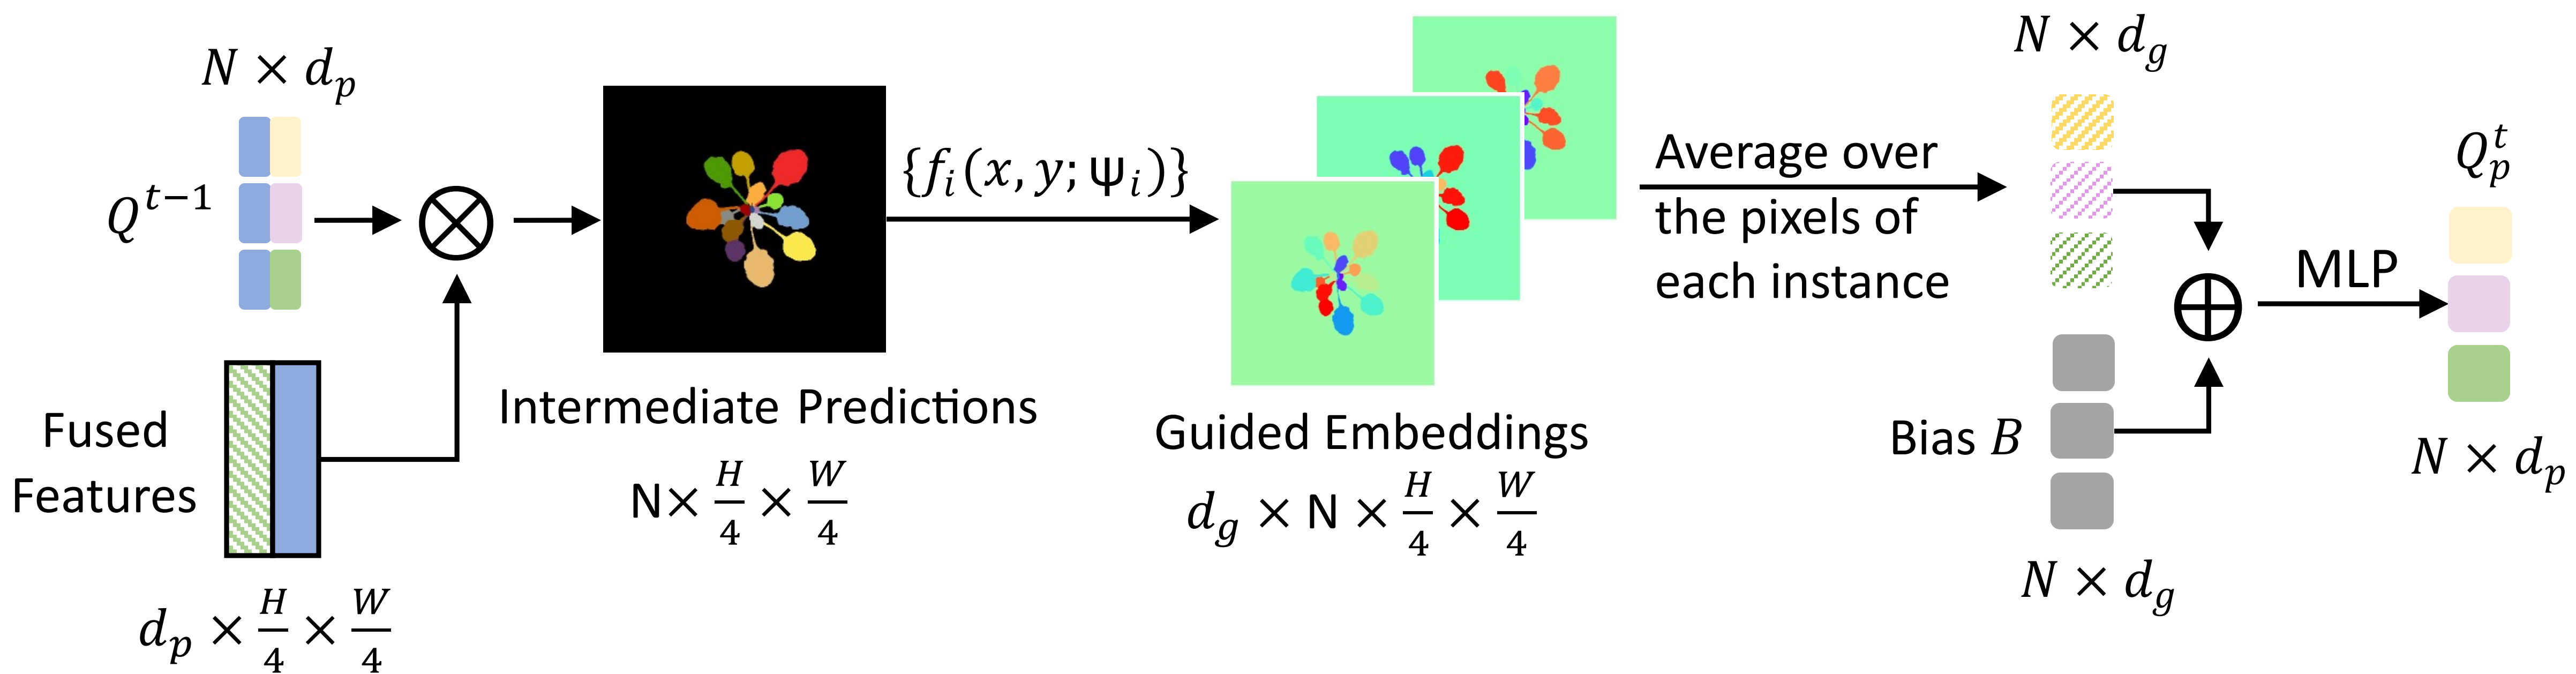 N × d_p
Q^{t−1}
Fused
Features
d_p × H/4 × W/4
Intermediate Predictions
N× H/4 × W/4
{f_i(x, y; ψ_i)}
Guided Embeddings
d_g × N × H/4 × W/4
Average over
the pixels of
each instance
N × d_g
Bias B
N × d_g
MLP
Q_p^t
N × d_p